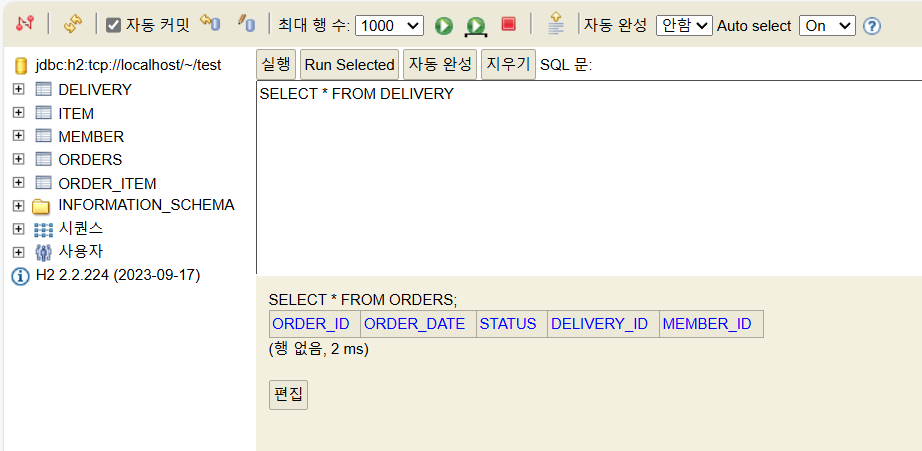 자동 커밋 최대 행 수: 1000 자동 완성 안함 Auto select On
jdbc:h2:tcp://localhost/~/test
DELIVERY
ITEM
MEMBER
ORDERS
ORDER_ITEM
INFORMATION_SCHEMA
시퀀스
사용자
H2 2.2.224 (2023-09-17)
실행 Run Selected 자동 완성 지우기 SQL 문:
SELECT * FROM DELIVERY
SELECT * FROM ORDERS;
ORDER_ID ORDER_DATE STATUS DELIVERY_ID MEMBER_ID
(행 없음, 2 ms)
편집